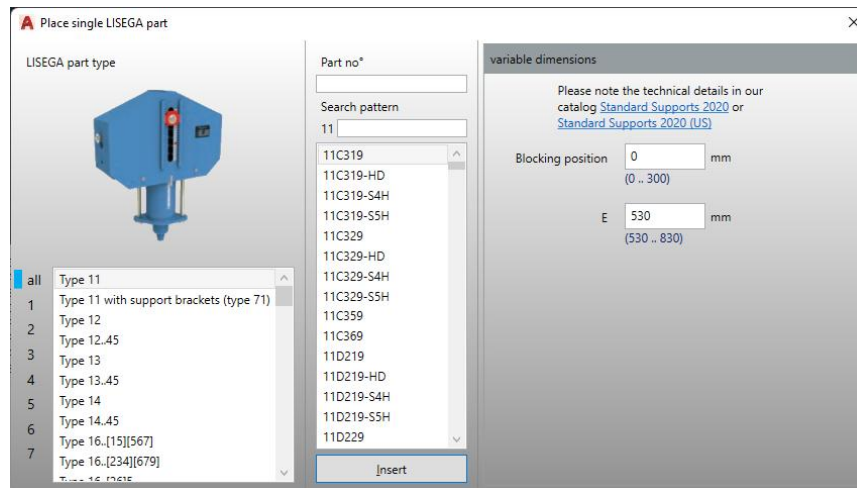 Place single LISEGA part
LISEGA part type
all
1
2
3
4
5
6
7
Type 11
Type 11 with support brackets (type 71)
Type 12
Type 12..45
Type 13
Type 13..45
Type 14
Type 14..45
Type 16..[15][567]
Type 16..[234][679]
Part no°
Search pattern
11
11C319
11C319-HD
11C319-S4H
11C319-S5H
11C329
11C329-HD
11C329-S4H
11C329-S5H
11C359
11C369
11D219
11D219-HD
11D219-S4H
11D219-S5H
11D229
Insert
variable dimensions
Please note the technical details in our
catalog Standard Supports 2020 or
Standard Supports 2020 (US)
Blocking position 0 mm
(0 .. 300)
E 530 mm
(530 .. 830)